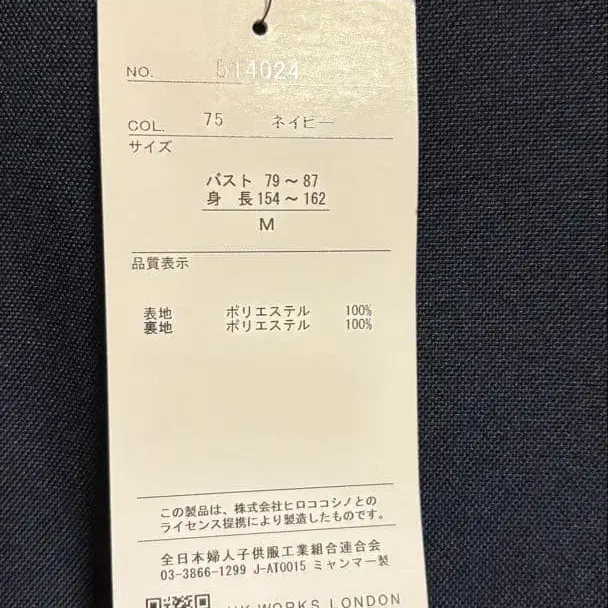 NO. 514024
COL. 75 ネイビー
サイズ
バスト 79～87
身 長 154～162
M
品質表示
表地 ポリエステル 100%
裏地 ポリエステル 100%
この製品は、株式会社ヒロココシノとの
ライセンス提携により製造したものです。
全日本婦人子供服工業組合連合会
03-3866-1299 J-AT0015 ミャンマー製
HK WORKS LONDON